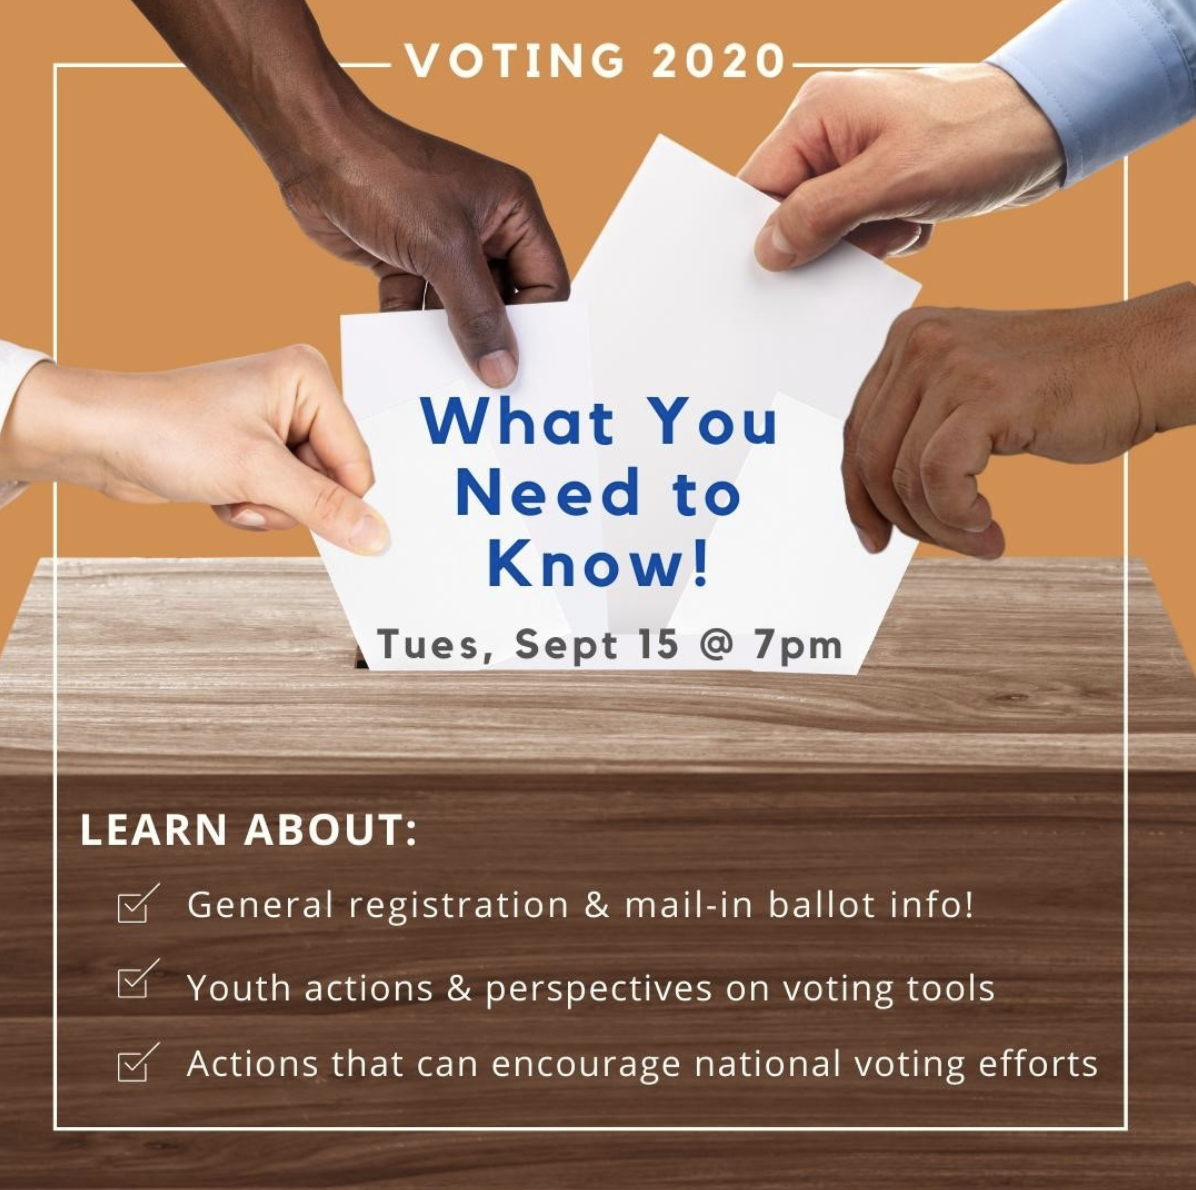 VOTING 2020
What You
Need to
Know!
Tues, Sept 15 @ 7pm
LEARN ABOUT:
General registration & mail-in ballot info!
Youth actions & perspectives on voting tools
Actions that can encourage national voting efforts